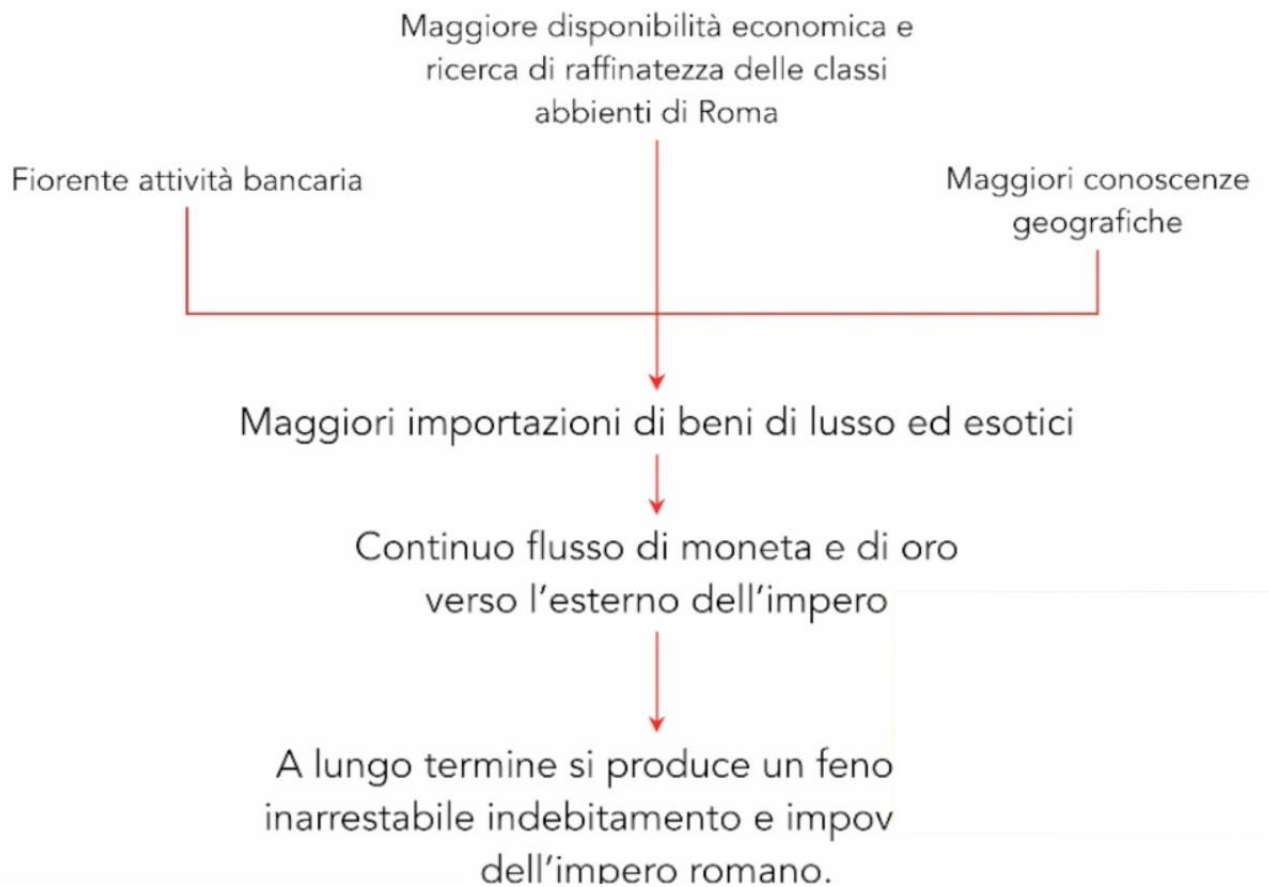 Maggiore disponibilità economica e
ricerca di raffinatezza delle classi
abbienti di Roma
Fiorente attività bancaria
Maggiori conoscenze
geografiche
Maggiori importazioni di beni di lusso ed esotici
Continuo flusso di moneta e di oro
verso l'esterno dell'impero
A lungo termine si produce un feno
inarrestabile indebitamento e impov
dell'impero romano.